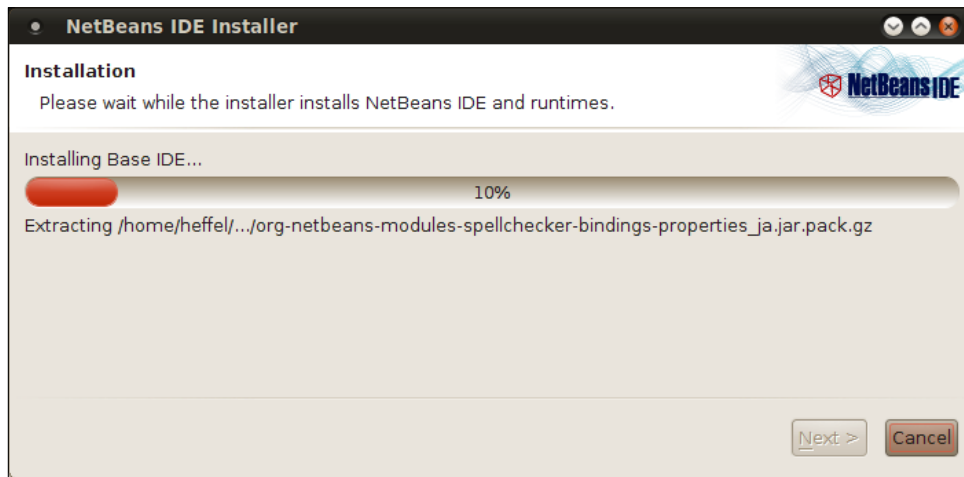 NetBeans IDE Installer
Installation
NetBeans IDE
Please wait while the installer installs NetBeans IDE and runtimes.
Installing Base IDE...
10%
Extracting /home/heffel/.../org-netbeans-modules-spellchecker-bindings-properties_ja.jar.pack.gz
Next >
Cancel